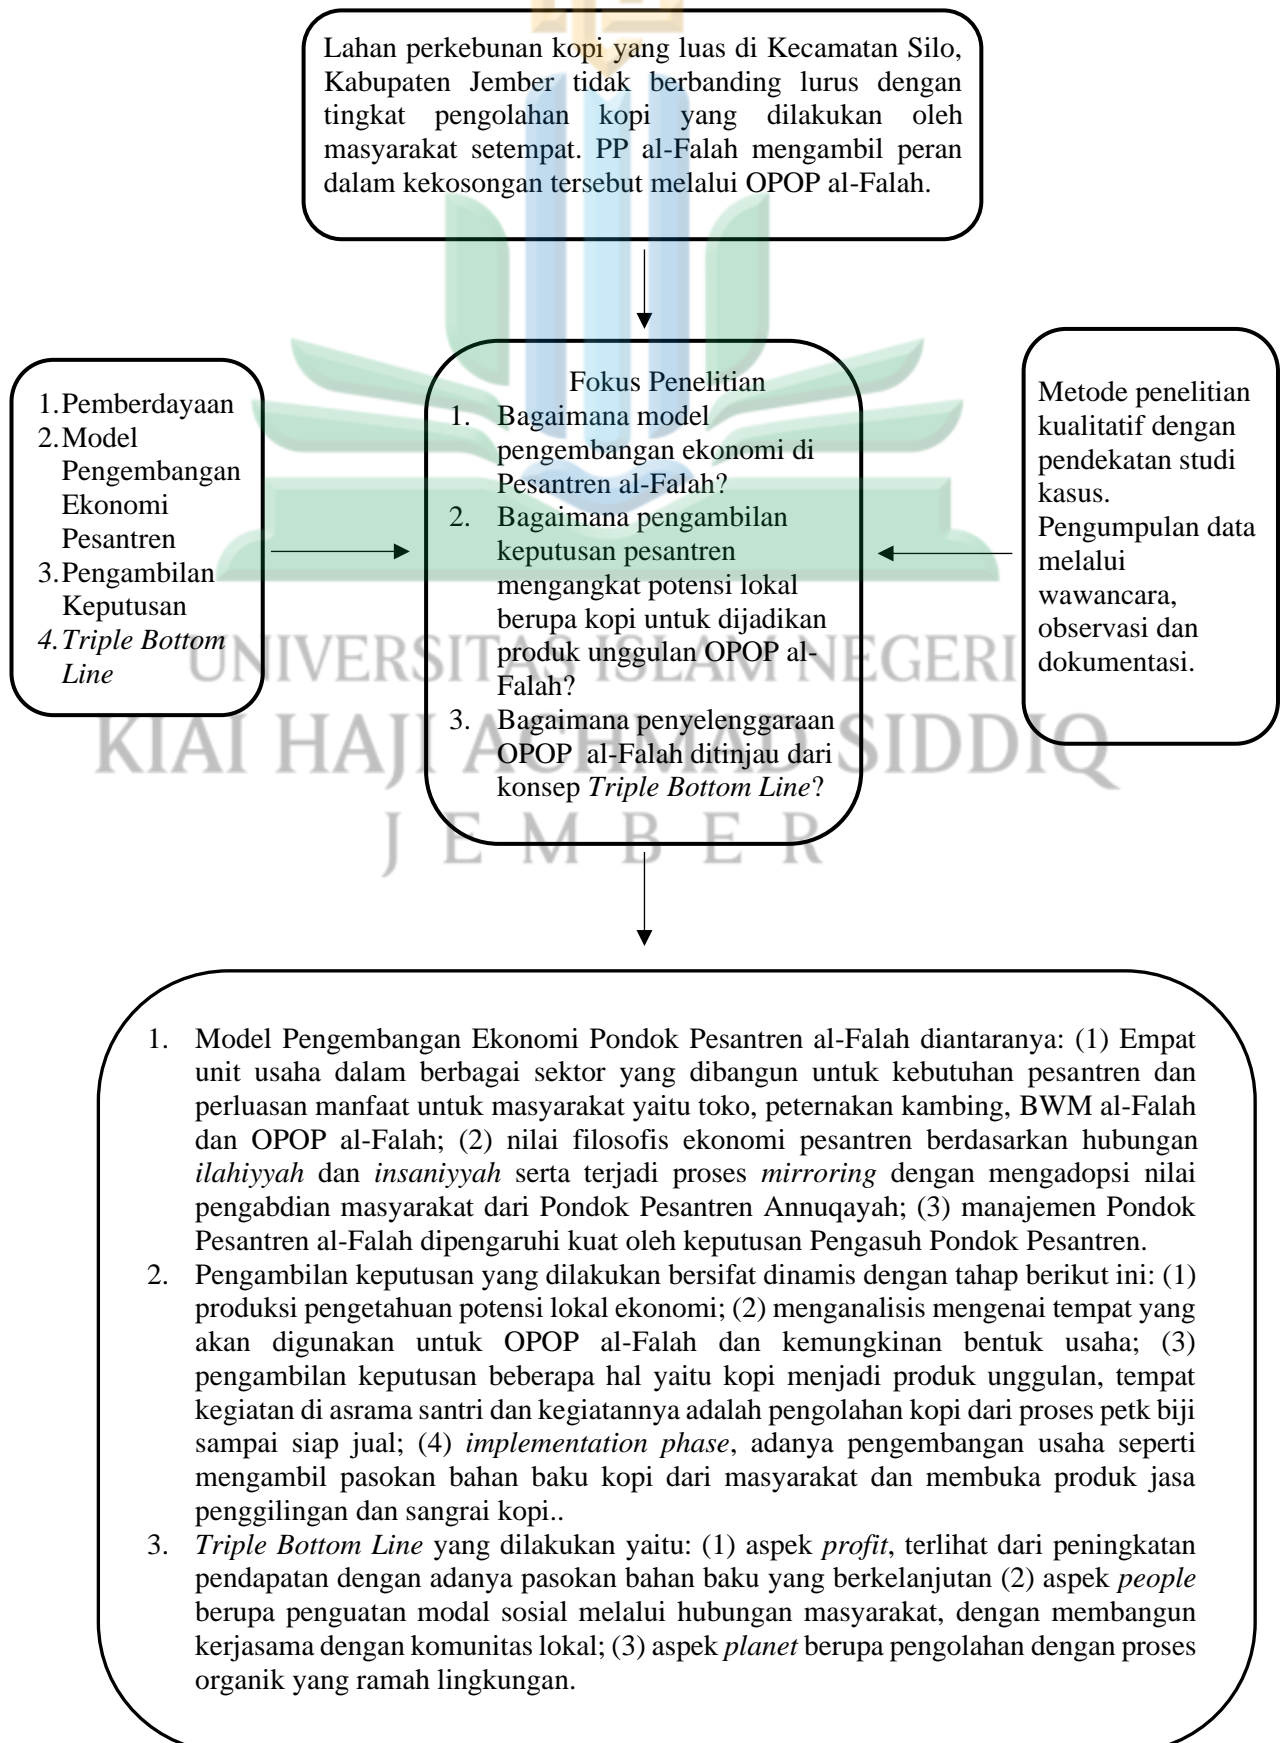 Lahan perkebunan kopi yang luas di Kecamatan Silo,
Kabupaten Jember tidak berbanding lurus dengan
tingkat pengolahan kopi yang dilakukan oleh
masyarakat setempat. PP al-Falah mengambil peran
dalam kekosongan tersebut melalui OPOP al-Falah.
1. Pemberdayaan
2. Model
Pengembangan
Ekonomi
Pesantren
3. Pengambilan
Keputusan
4. Triple Bottom
Line
Fokus Penelitian
1. Bagaimana model
pengembangan ekonomi di
Pesantren al-Falah?
2. Bagaimana pengambilan
keputusan pesantren
mengangkat potensi lokal
berupa kopi untuk dijadikan
produk unggulan OPOP al-
Falah?
3. Bagaimana penyelenggaraan
OPOP al-Falah ditinjau dari
konsep Triple Bottom Line?
Metode penelitian
kualitatif dengan
pendekatan studi
kasus.
Pengumpulan data
melalui
wawancara,
observasi dan
dokumentasi.
UNIVERSITAS ISLAM NEGERI
KIAI HAJI ACHMAD SIDDIQ
JEMBER
1. Model Pengembangan Ekonomi Pondok Pesantren al-Falah diantaranya: (1) Empat
unit usaha dalam berbagai sektor yang dibangun untuk kebutuhan pesantren dan
perluasan manfaat untuk masyarakat yaitu toko, peternakan kambing, BWM al-Falah
dan OPOP al-Falah; (2) nilai filosofis ekonomi pesantren berdasarkan hubungan
ilahiyyah dan insaniyyah serta terjadi proses mirroring dengan mengadopsi nilai
pengabdian masyarakat dari Pondok Pesantren Annuqayah; (3) manajemen Pondok
Pesantren al-Falah dipengaruhi kuat oleh keputusan Pengasuh Pondok Pesantren.
2. Pengambilan keputusan yang dilakukan bersifat dinamis dengan tahap berikut ini: (1)
produksi pengetahuan potensi lokal ekonomi; (2) menganalisis mengenai tempat yang
akan digunakan untuk OPOP al-Falah dan kemungkinan bentuk usaha; (3)
pengambilan keputusan beberapa hal yaitu kopi menjadi produk unggulan, tempat
kegiatan di asrama santri dan kegiatannya adalah pengolahan kopi dari proses petk biji
sampai siap jual; (4) implementation phase, adanya pengembangan usaha seperti
mengambil pasokan bahan baku kopi dari masyarakat dan membuka produk jasa
penggilingan dan sangrai kopi..
3. Triple Bottom Line yang dilakukan yaitu: (1) aspek profit, terlihat dari peningkatan
pendapatan dengan adanya pasokan bahan baku yang berkelanjutan (2) aspek people
berupa penguatan modal sosial melalui hubungan masyarakat, dengan membangun
kerjasama dengan komunitas lokal; (3) aspek planet berupa pengolahan dengan proses
organik yang ramah lingkungan.